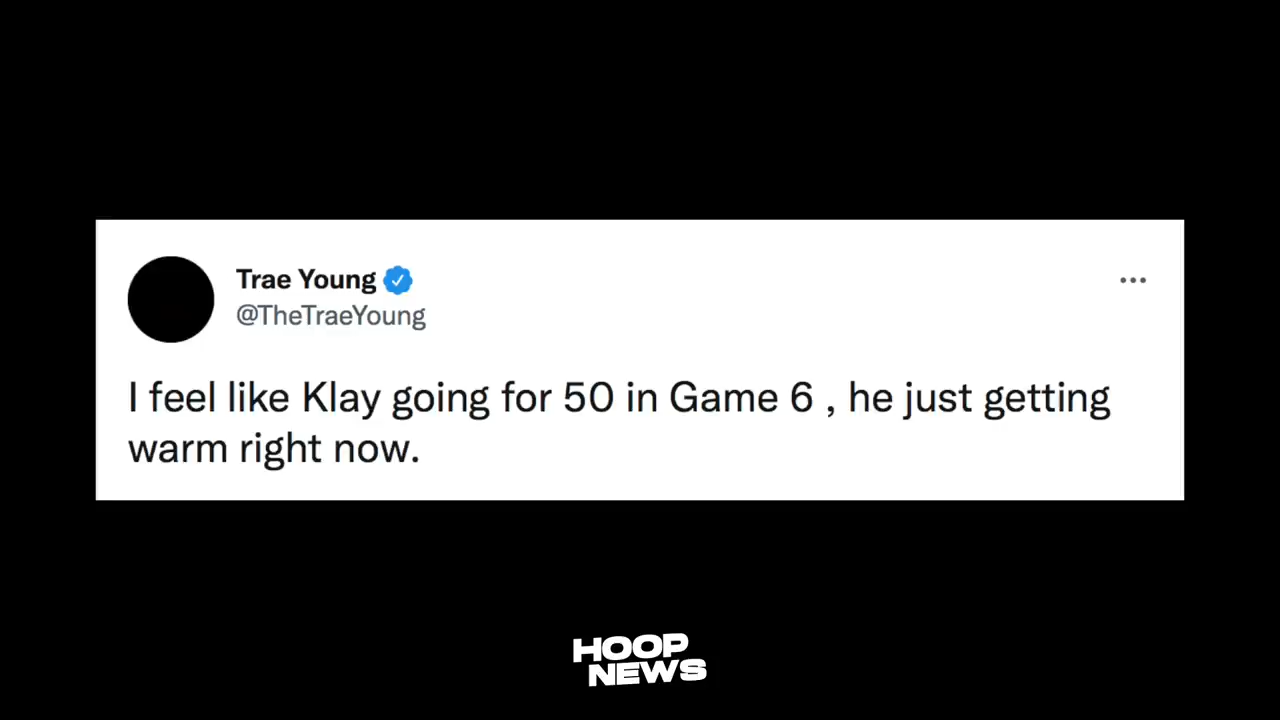 Trae Young
@TheTraeYoung
I feel like Klay going for 50 in Game 6 , he just getting
warm right now.
HOOP
NEWS